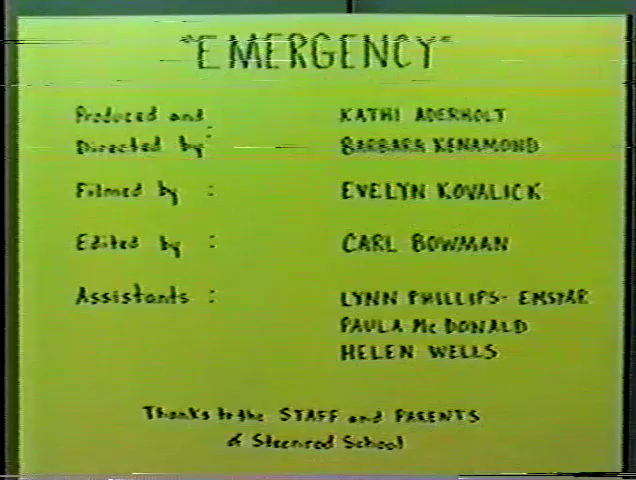 "EMERGENCY"
Produced and KATHI ADERHOLT
Directed by: BARBARA KENAMOND
Filmed by : EVELYN KOVALICK
Edited by : CARL BOWMAN
Assistants : LYNN PHILLIPS- EMSTAR
PAULA McDONALD
HELEN WELLS
Thanks to the STAFF and PARENTS
of Steenrod School